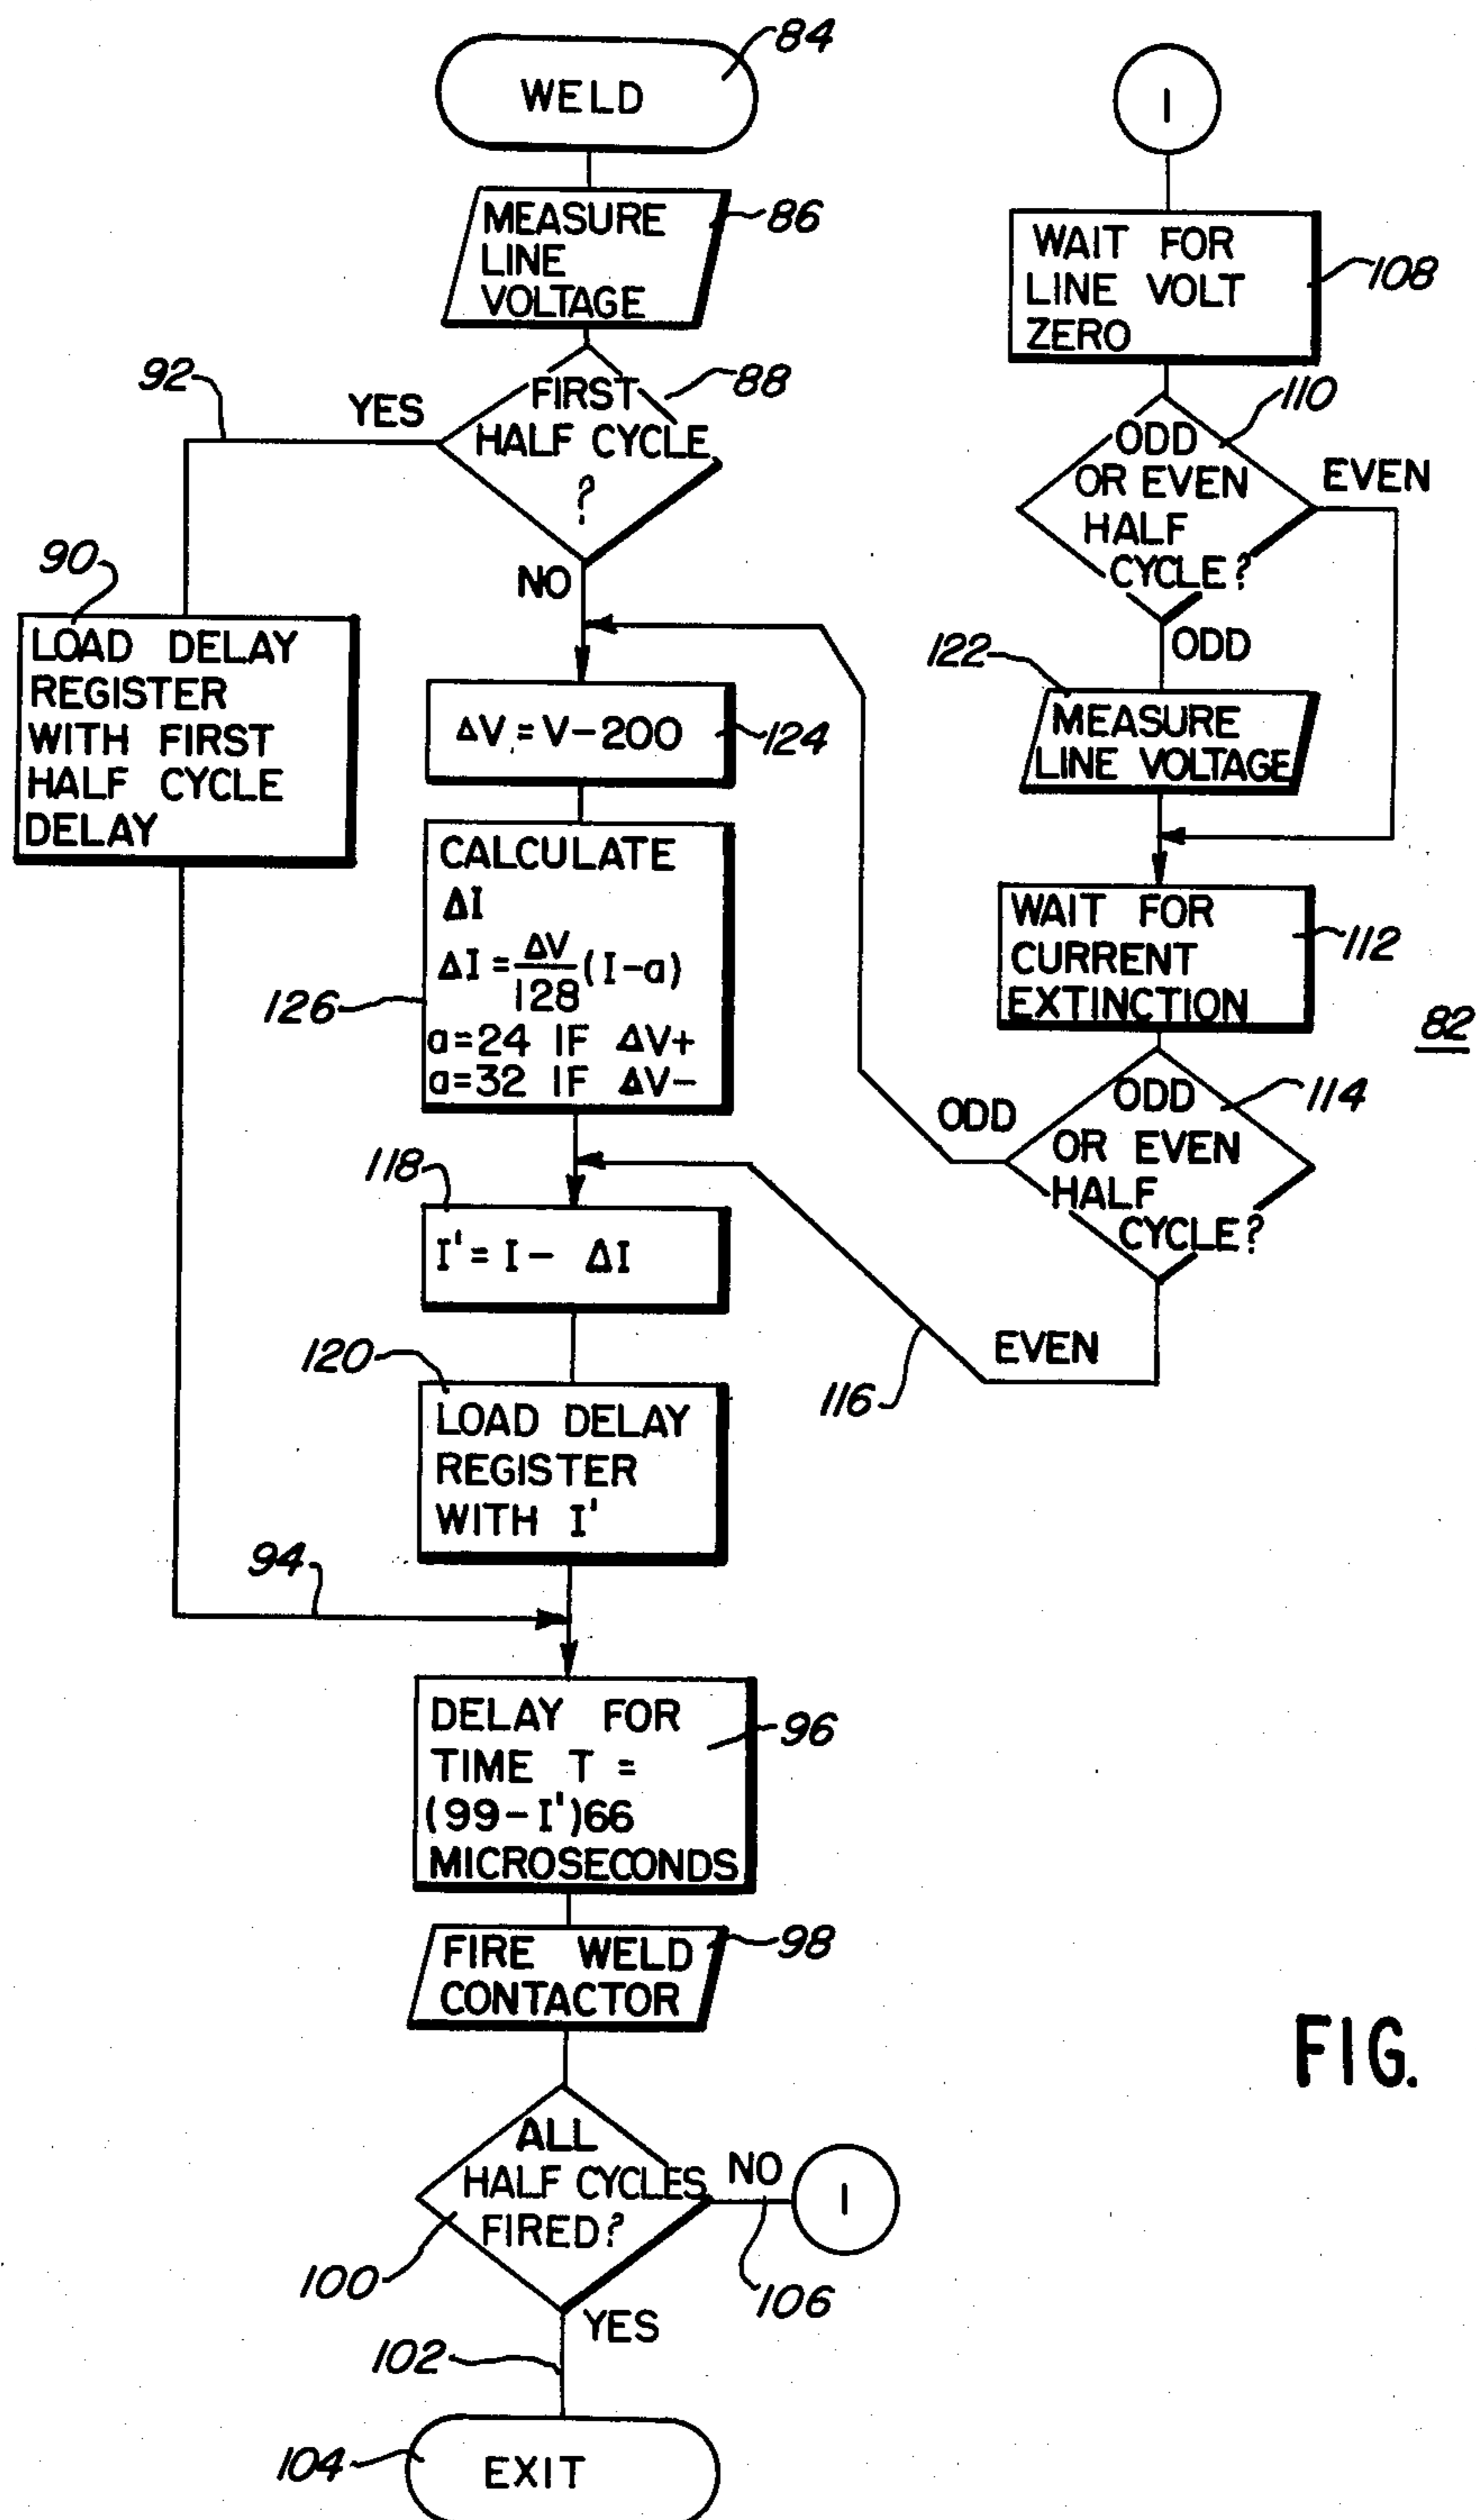 84
WELD
MEASURE
LINE
VOLTAGE
86
92
YES
FIRST
HALF CYCLE
?
88
NO
90
LOAD DELAY
REGISTER
WITH FIRST
HALF CYCLE
DELAY
ΔV = V-200
124
CALCULATE
ΔI
ΔI = ΔV/128 (I-a)
a=24 IF ΔV+
a=32 IF ΔV-
126
118
I' = I - ΔI
120
LOAD DELAY
REGISTER
WITH I'
94
DELAY FOR
TIME T =
(99-I')66
MICROSECONDS
96
FIRE WELD
CONTACTOR
98
ALL
HALF CYCLES
FIRED?
100
NO
1
106
YES
102
104
EXIT
1
WAIT FOR
LINE VOLT
ZERO
108
110
ODD
OR EVEN
HALF
CYCLE?
EVEN
ODD
122
MEASURE
LINE VOLTAGE
WAIT FOR
CURRENT
EXTINCTION
112
82
ODD
OR EVEN
HALF
CYCLE?
114
ODD
EVEN
116
FIG.